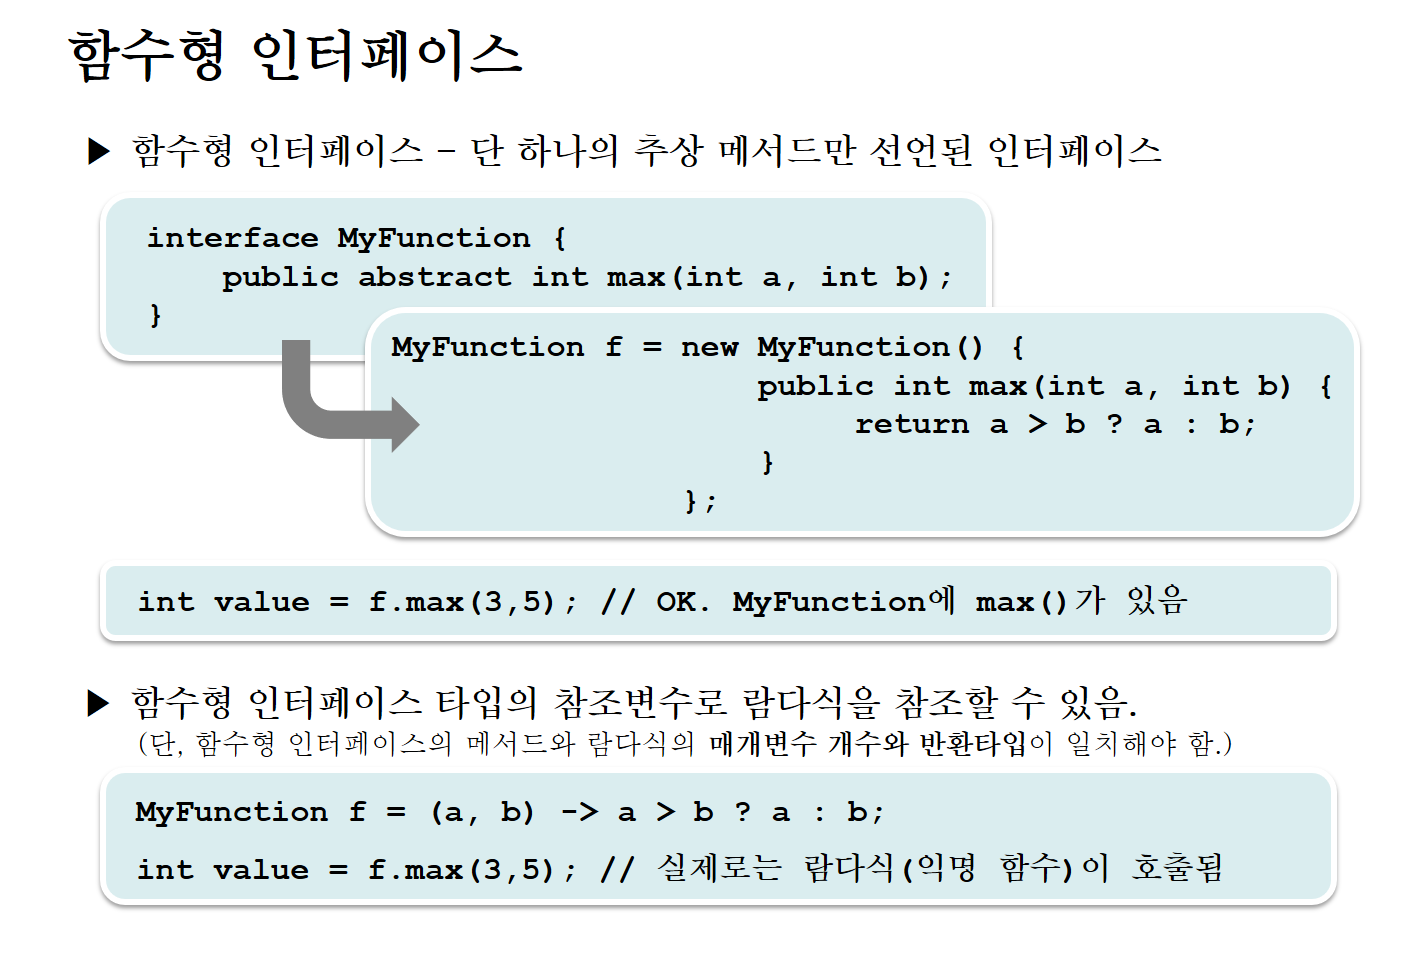 함수형 인터페이스
▶ 함수형 인터페이스 – 단 하나의 추상 메서드만 선언된 인터페이스
interface MyFunction {
    public abstract int max(int a, int b);
}
MyFunction f = new MyFunction() {
                   public int max(int a, int b) {
                        return a > b ? a : b;
                   }
               };
int value = f.max(3,5); // OK. MyFunction에 max()가 있음
▶ 함수형 인터페이스 타입의 참조변수로 람다식을 참조할 수 있음.
(단, 함수형 인터페이스의 메서드와 람다식의 매개변수 개수와 반환타입이 일치해야 함.)
MyFunction f = (a, b) -> a > b ? a : b;
int value = f.max(3,5); // 실제로는 람다식(익명 함수)이 호출됨